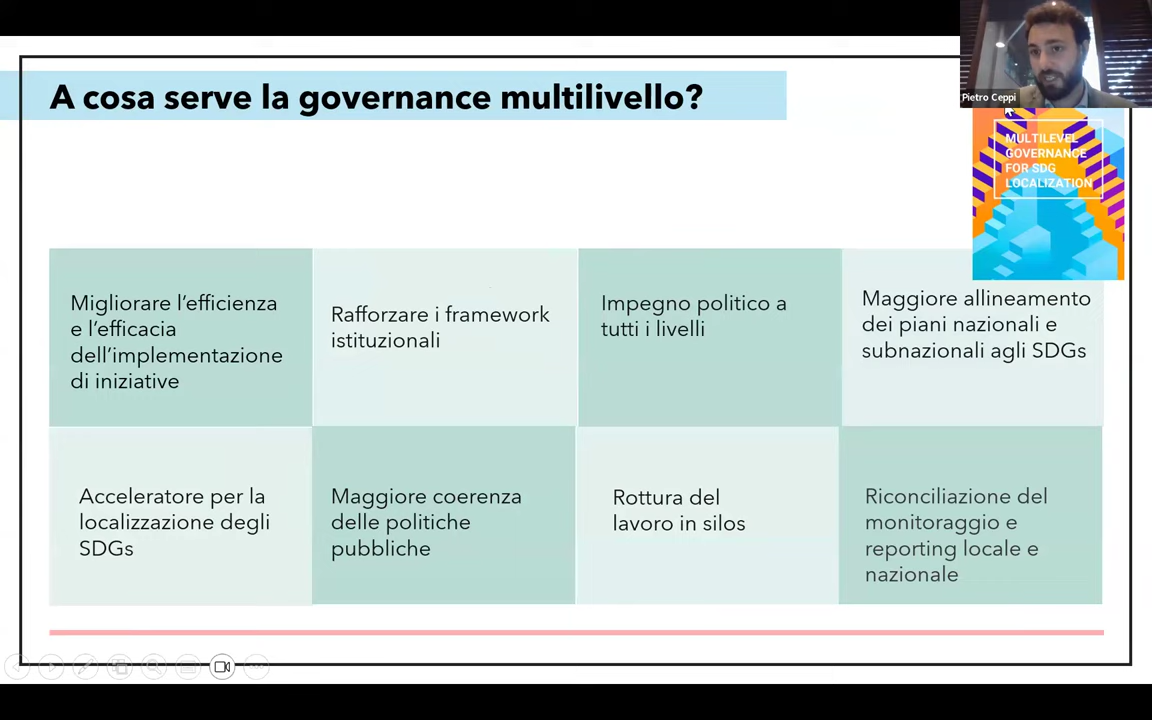 A cosa serve la governance multilivello?
Pietro Ceppi
MULTILEVEL
GOVERNANCE
FOR SDG
LOCALIZATION
Migliorare l’efficienza
e l’efficacia
dell’implementazione
di iniziative
Rafforzare i framework
istituzionali
Impegno politico a
tutti i livelli
Maggiore allineamento
dei piani nazionali e
subnazionali agli SDGs
Acceleratore per la
localizzazione degli
SDGs
Maggiore coerenza
delle politiche
pubbliche
Rottura del
lavoro in silos
Riconciliazione del
monitoraggio e
reporting locale e
nazionale